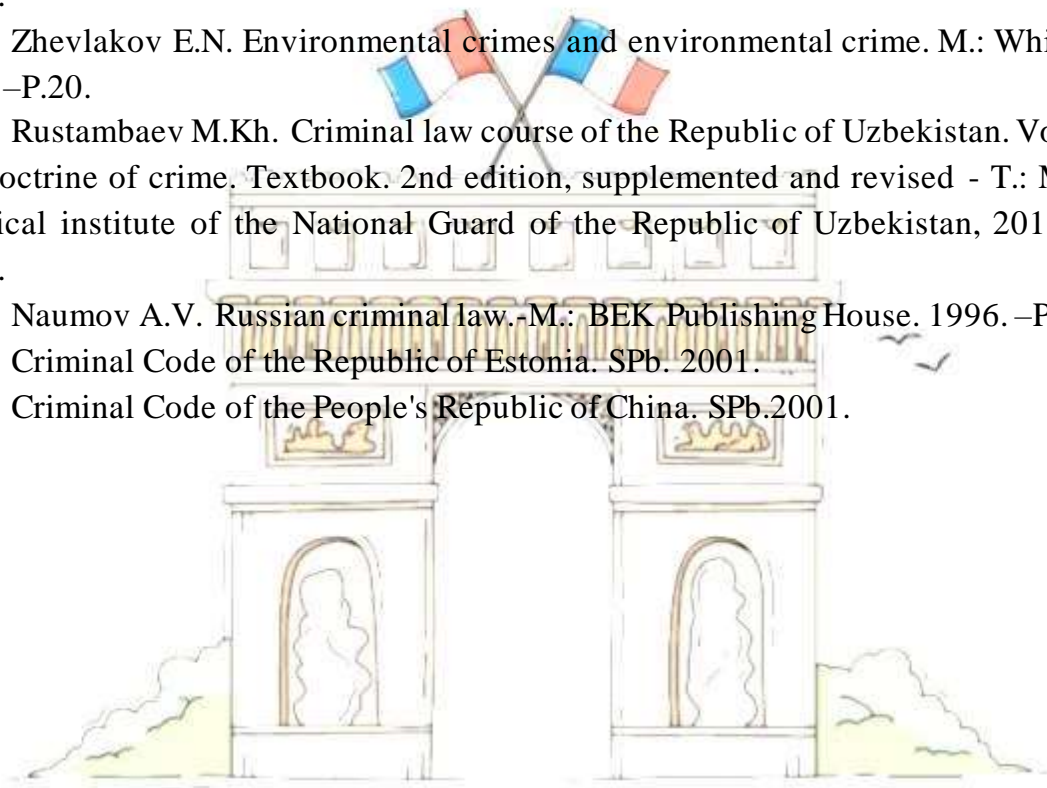 .
Zhevlakov E.N. Environmental crimes and environmental crime. M.: Whi
–P.20.
Rustambaev M.Kh. Criminal law course of the Republic of Uzbekistan. Vo
octrine of crime. Textbook. 2nd edition, supplemented and revised - T.: M
ical institute of the National Guard of the Republic of Uzbekistan, 201
.
Naumov A.V. Russian criminal law.-M.: BEK Publishing House. 1996. –P
Criminal Code of the Republic of Estonia. SPb. 2001.
Criminal Code of the People's Republic of China. SPb.2001.